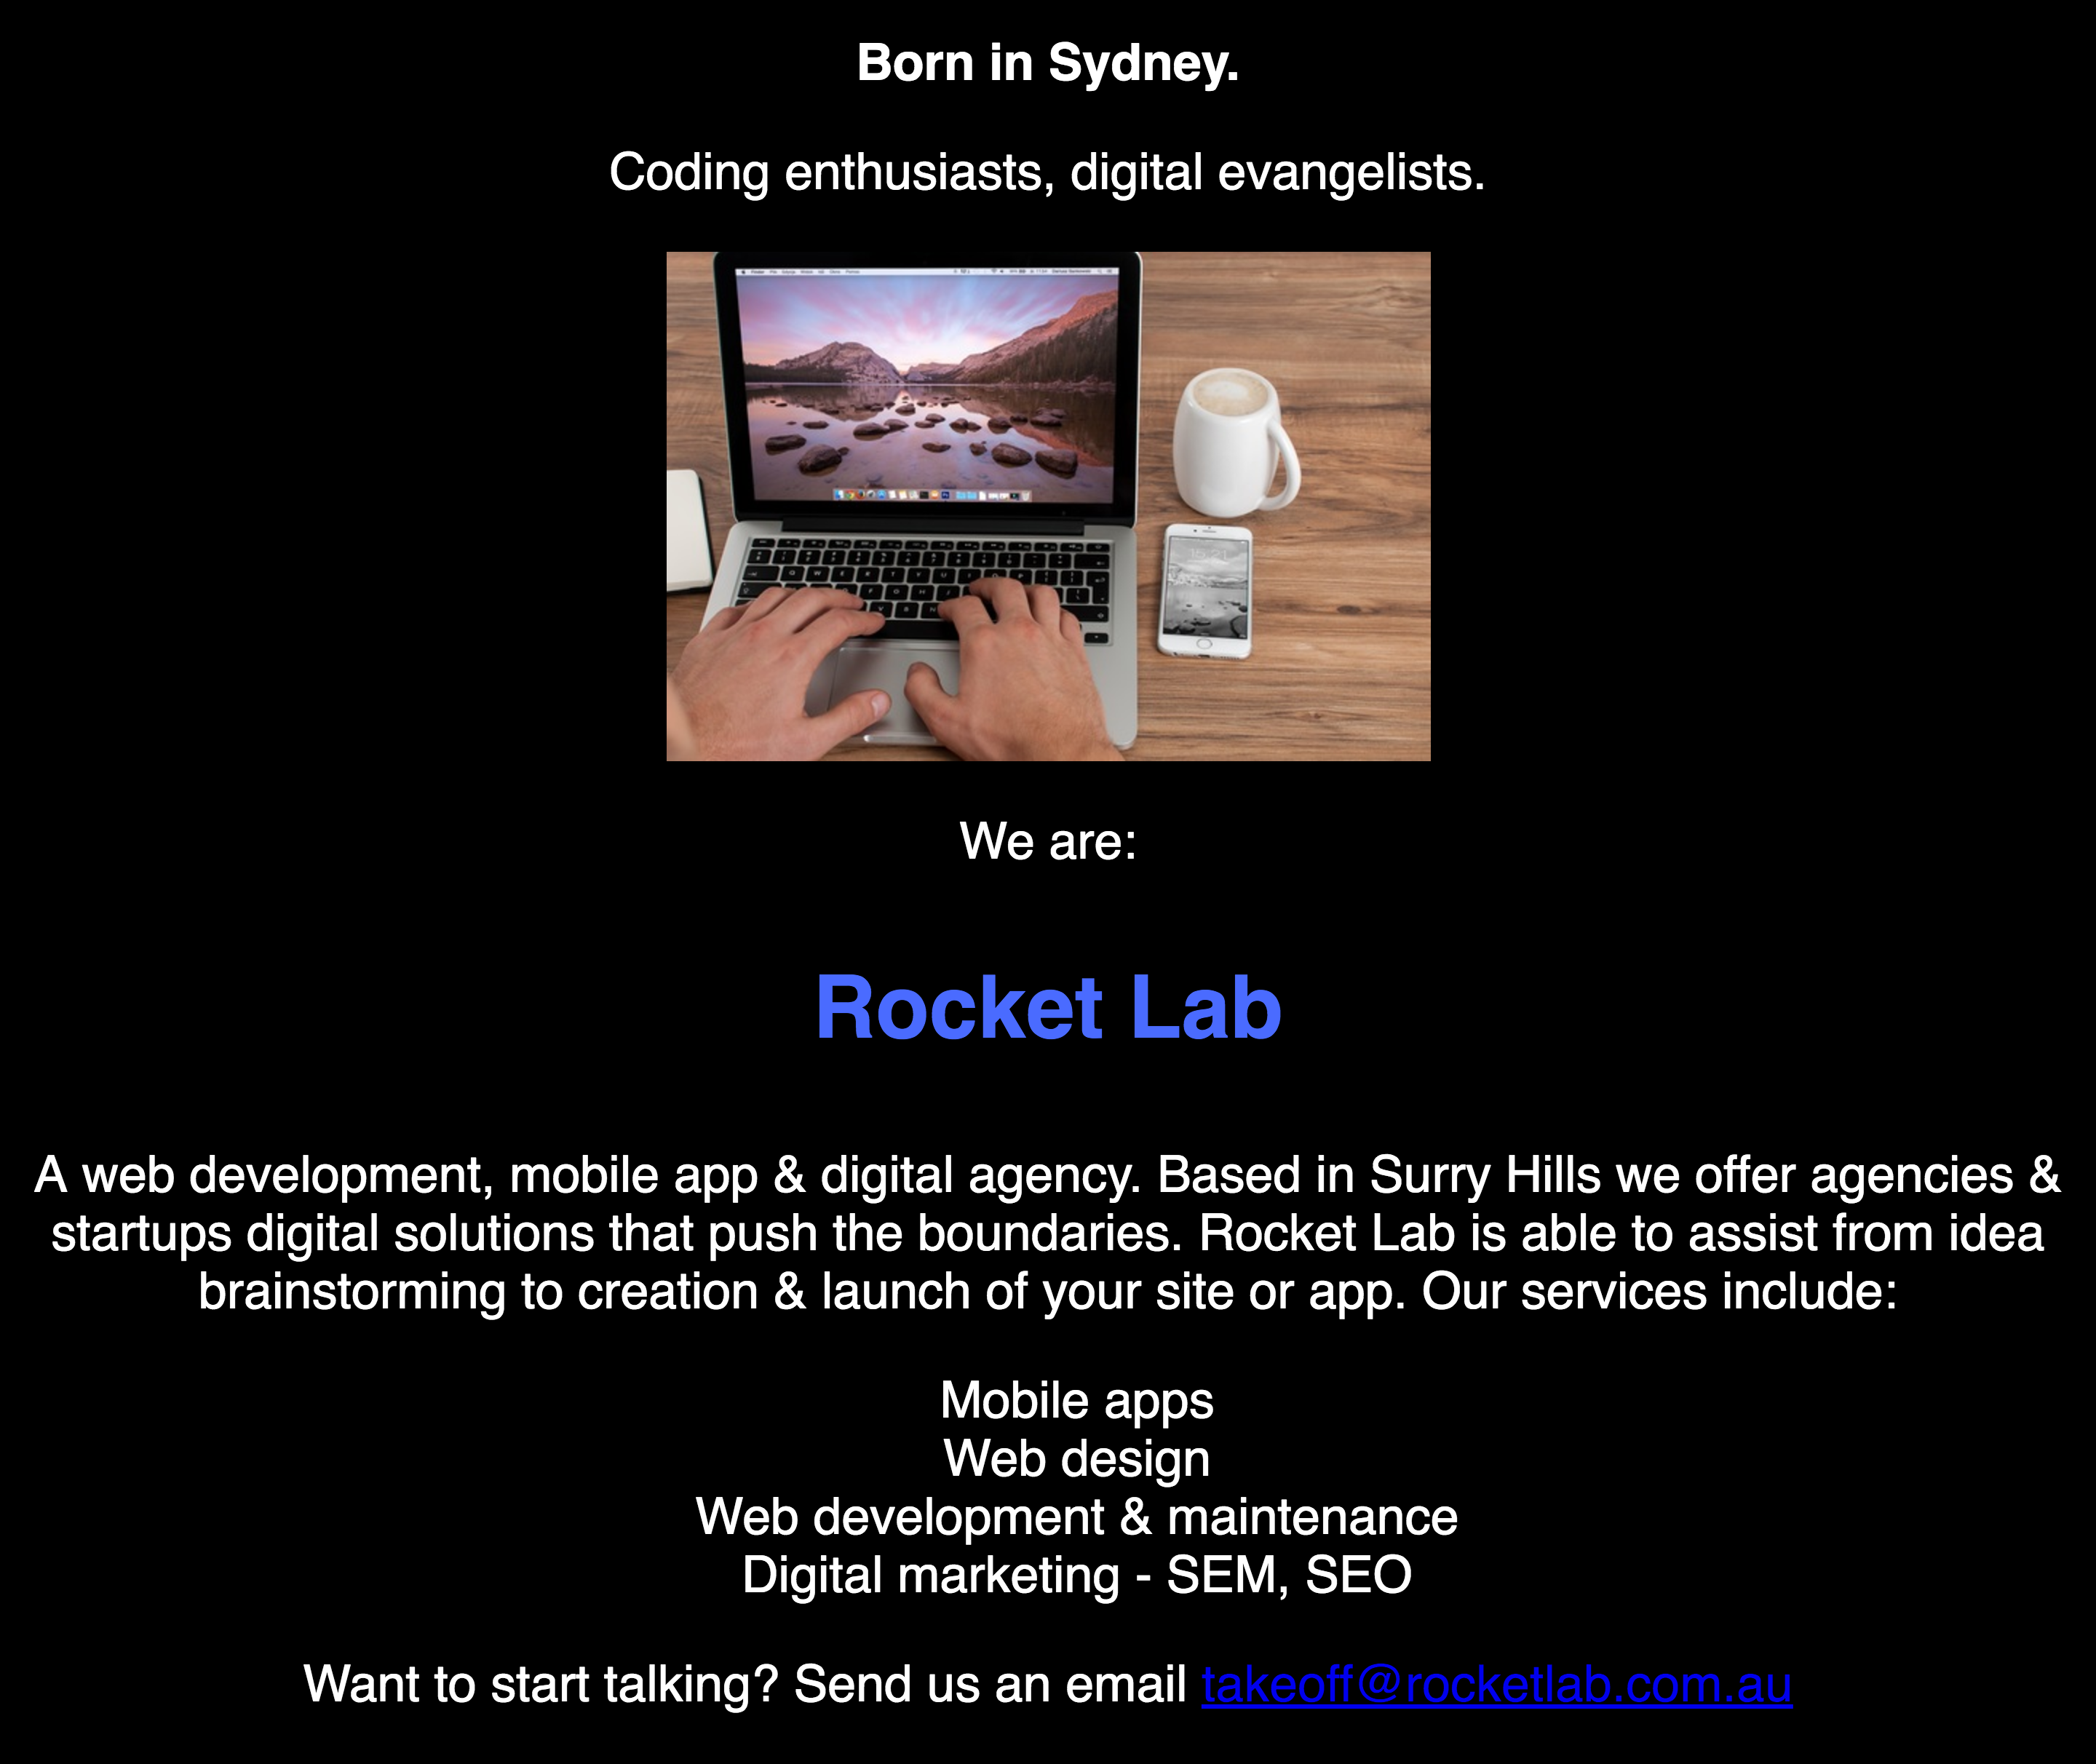 Born in Sydney.
Coding enthusiasts, digital evangelists.
15:21
We are:
Rocket Lab
A web development, mobile app & digital agency. Based in Surry Hills we offer agencies &
startups digital solutions that push the boundaries. Rocket Lab is able to assist from idea
brainstorming to creation & launch of your site or app. Our services include:
Mobile apps
Web design
Web development & maintenance
Digital marketing - SEM, SEO
Want to start talking? Send us an email takeoff@rocketlab.com.au